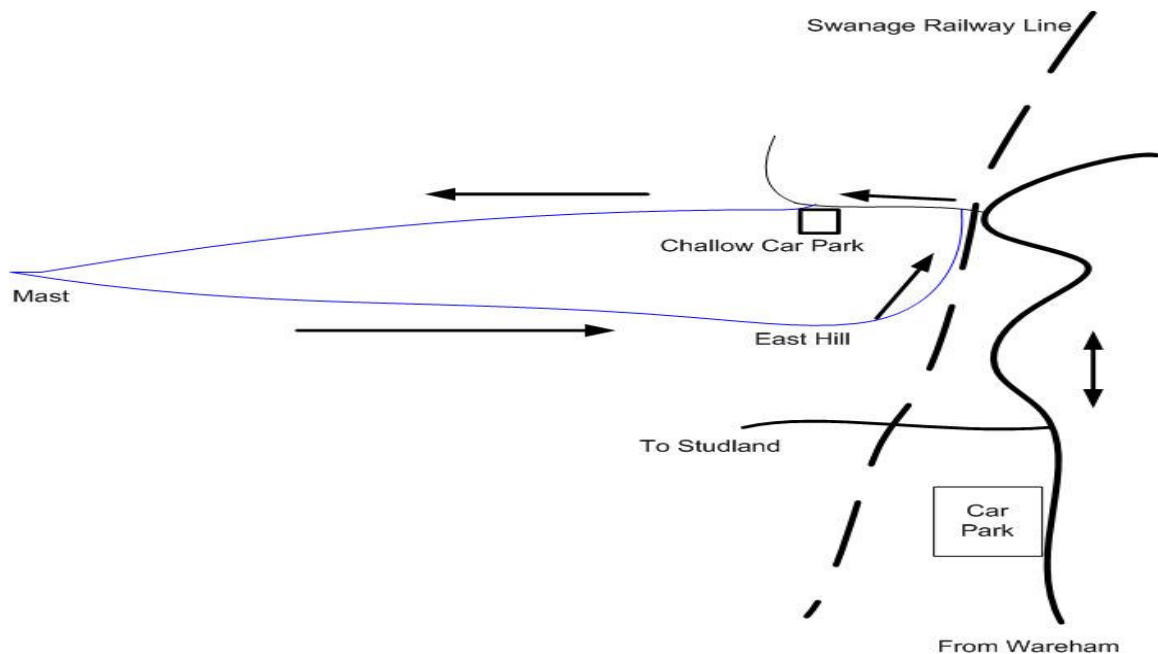 Swanage Railway Line
Challow Car Park
Mast
East Hill
To Studland
Car
Park
From Wareham